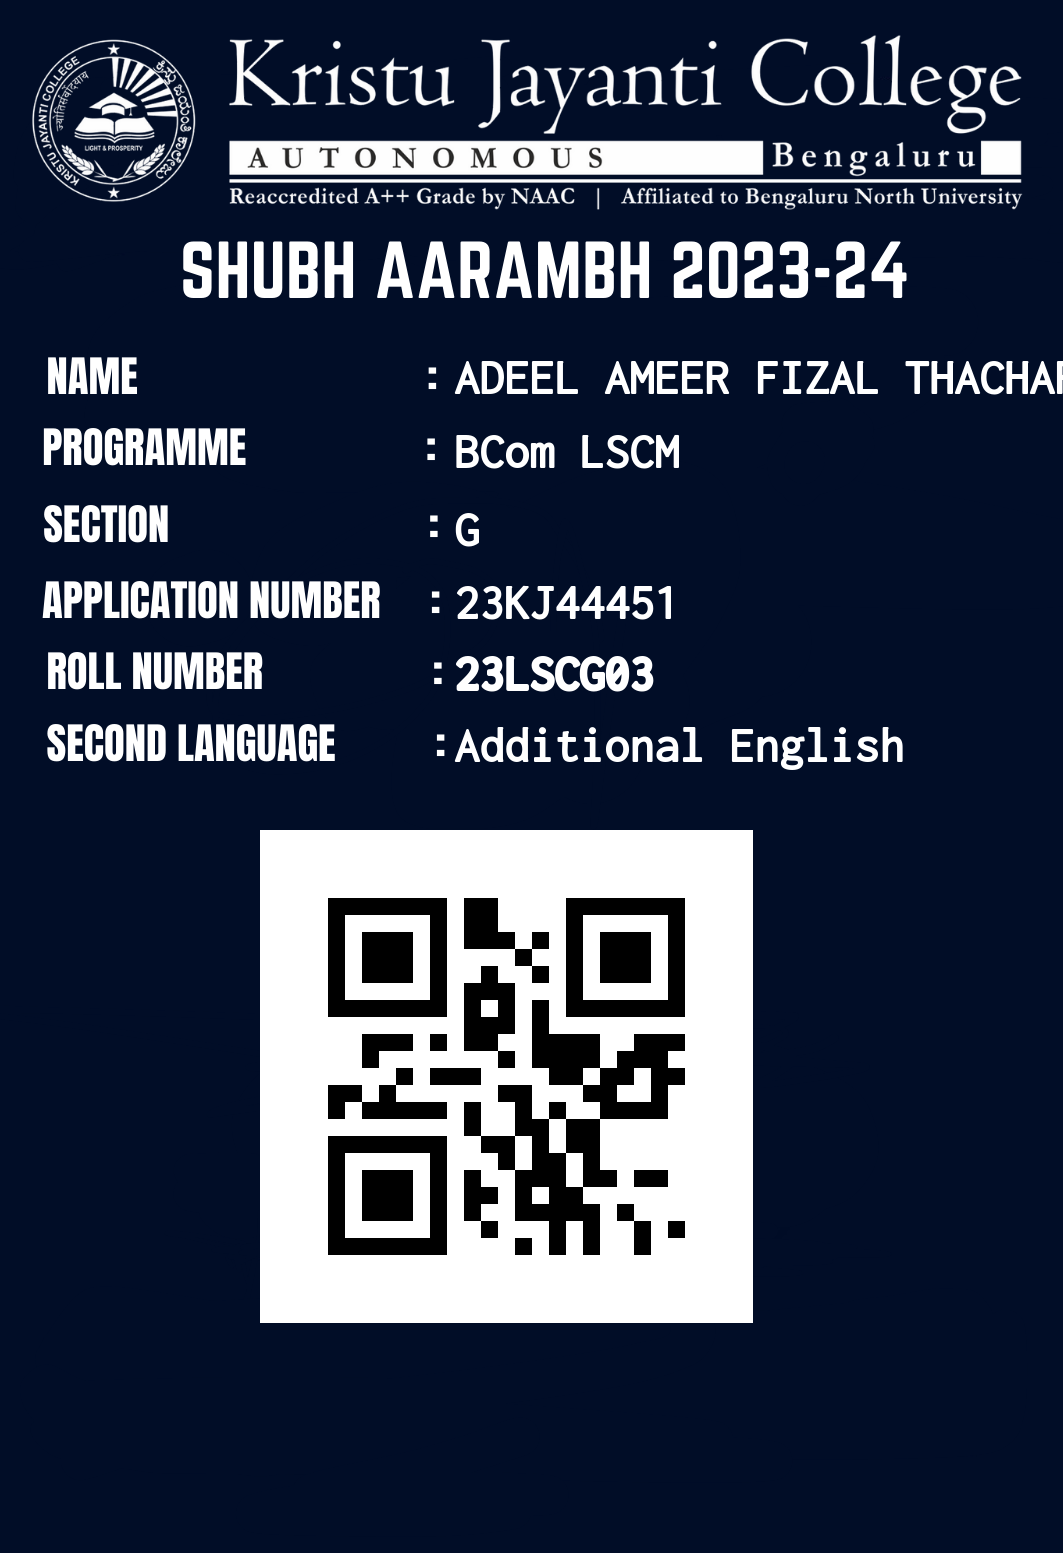 Kristu Jayanti College
AUTONOMOUS Bengaluru
Reaccredited A++ Grade by NAAC | Affiliated to Bengaluru North University
KRISTU JAYANTI COLLEGE
LIGHT & PROSPERITY
SHUBH AARAMBH 2023-24
NAME : ADEEL AMEER FIZAL
PROGRAMME : BCom LSCM
SECTION : G
APPLICATION NUMBER : 23KJ44451
ROLL NUMBER : 23LSCG03
SECOND LANGUAGE : Additional English